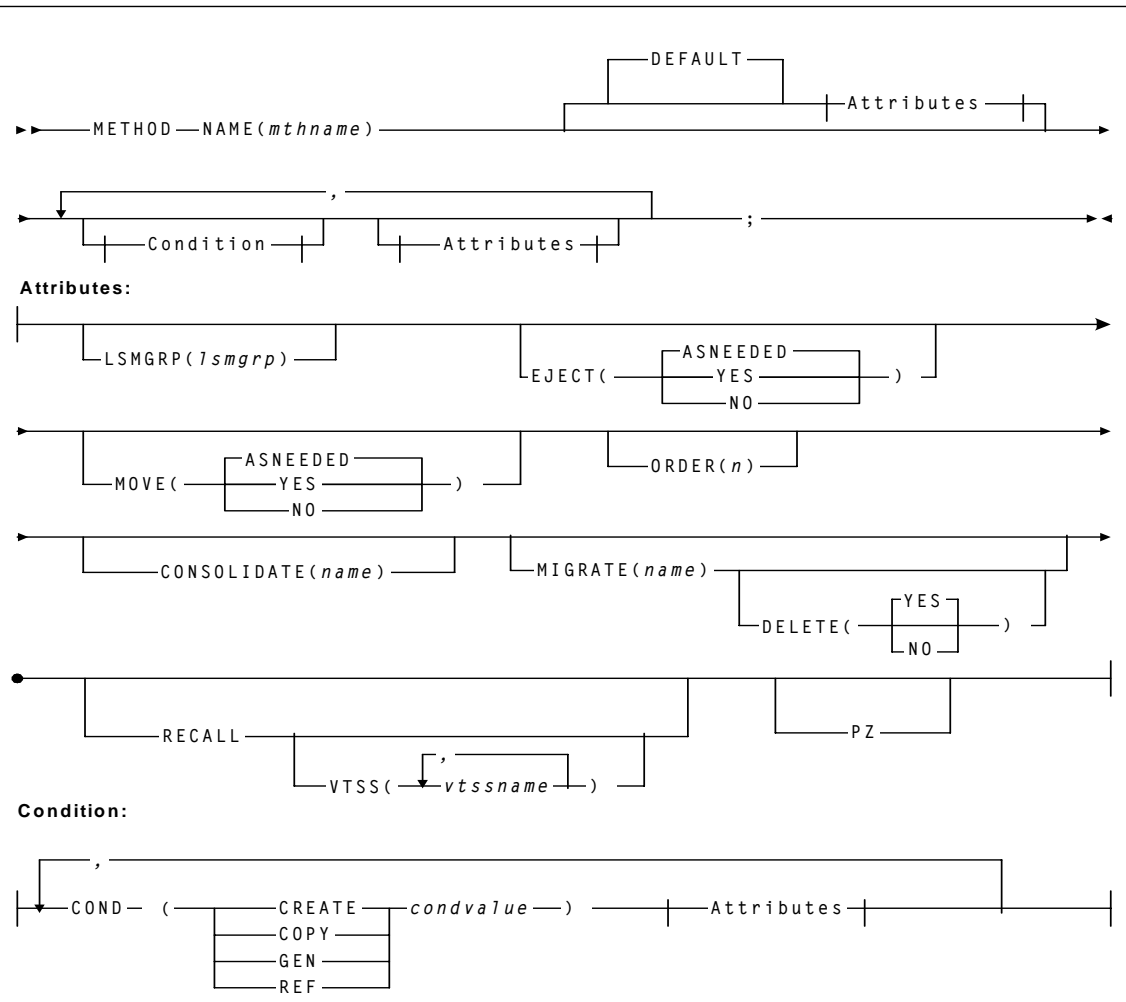 DEFAULT
Attributes
METHOD NAME(mthname)
,
;
Condition Attributes
Attributes:
LSMGRP(lsmgrp)
ASNEEDED
EJECT( YES )
NO
ASNEEDED
ORDER(n)
MOVE( YES )
NO
CONSOLIDATE(name) MIGRATE(name)
YES
DELETE( )
NO
RECALL PZ
,
VTSS( vtssname )
Condition:
,
COND ( CREATE condvalue ) Attributes
COPY
GEN
REF